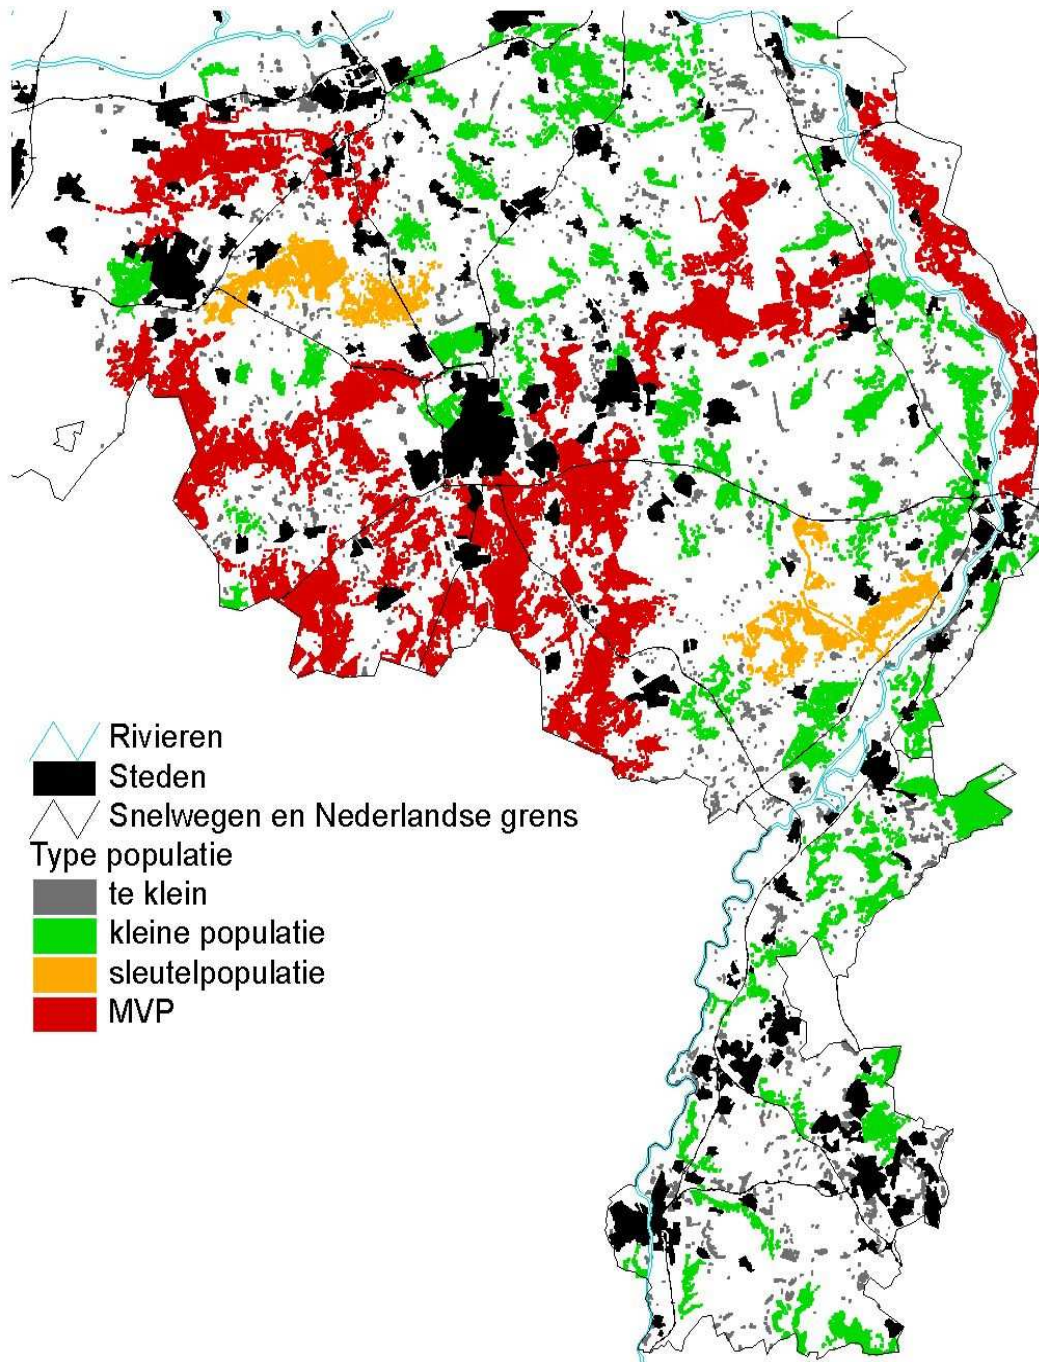 Rivieren
Steden
Snelwegen en Nederlandse grens
Type populatie
te klein
kleine populatie
sleutelpopulatie
MVP